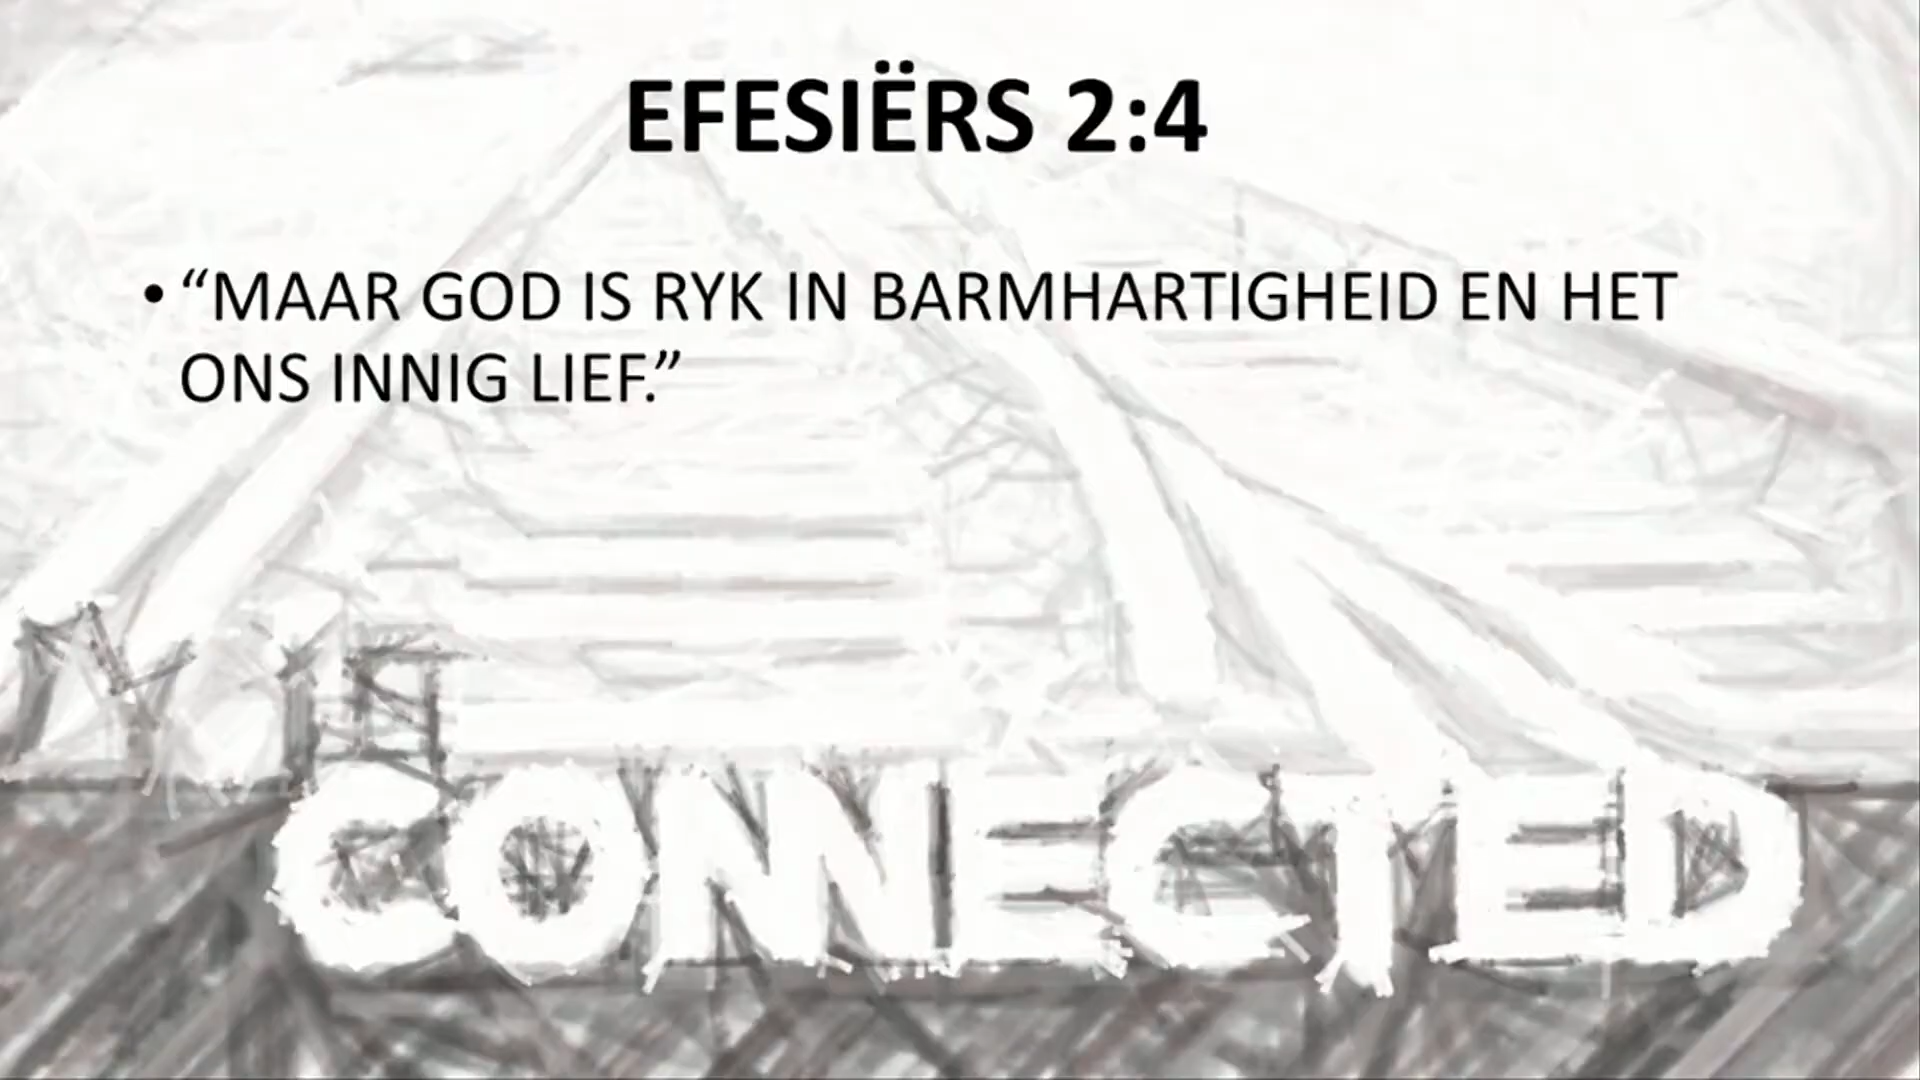 EFESIËRS 2:4
• “MAAR GOD IS RYK IN BARMHARTIGHEID EN HET
ONS INNIG LIEF.”
CONNECTED